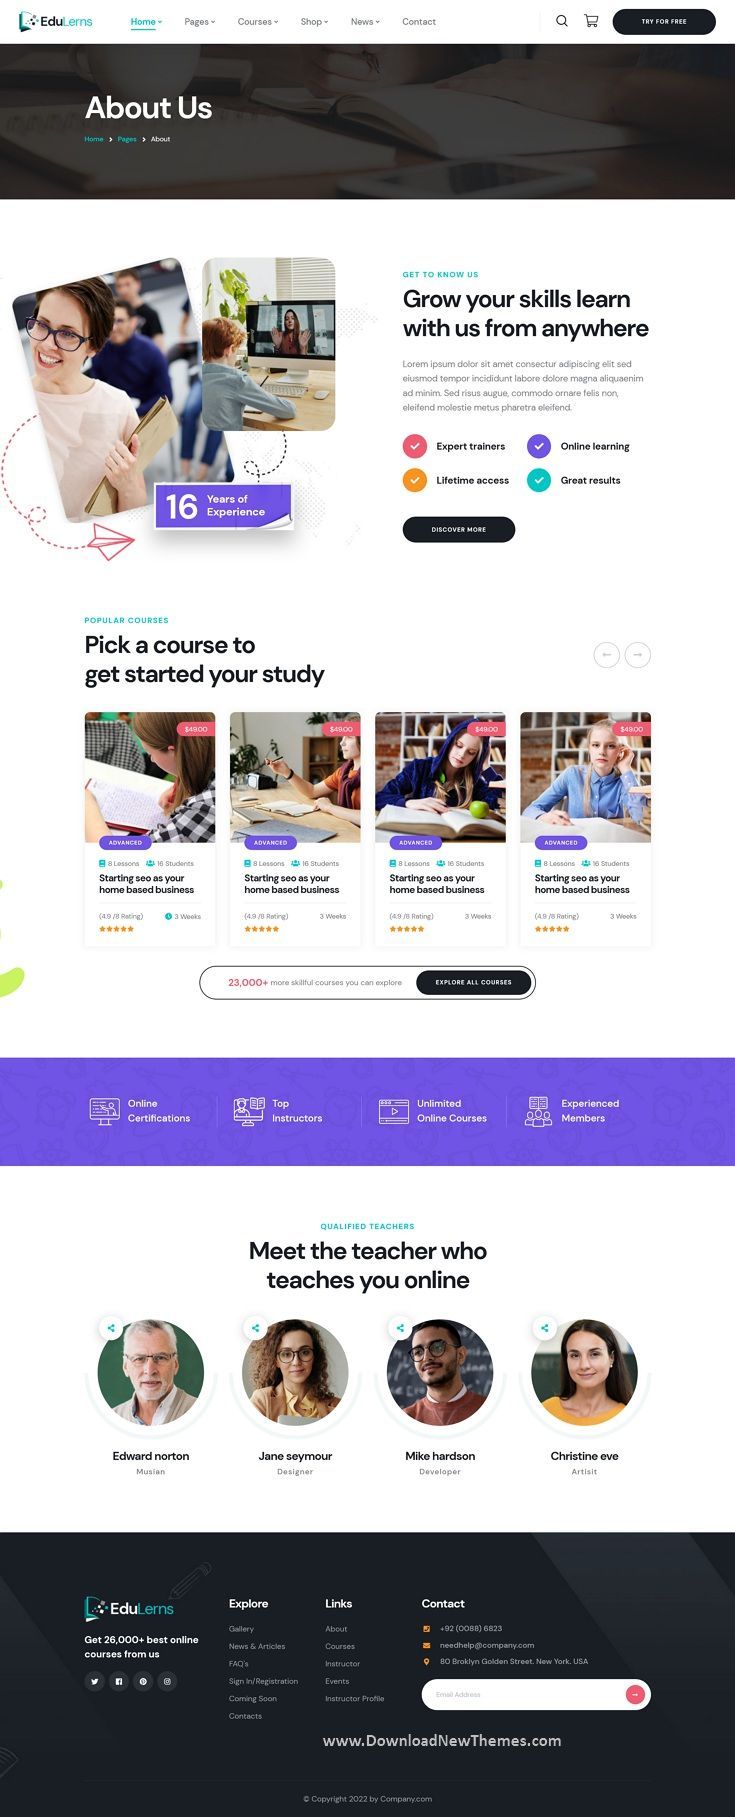 EduLerns
Home Pages Courses Shop News Contact
TRY FOR FREE
About Us
Home Pages About
GET TO KNOW US
Grow your skills learn
with us from anywhere
Lorem ipsum dolor sit amet consectetur adipiscing elit sed
eiusmod tempor incididunt labore dolore magna aliquaenim
ad minim. Sed risus augue, commodo ornare felis non,
eleifend molestie metus pharetra eleifend.
Expert trainers
Online learning
Lifetime access
Great results
DISCOVER MORE
16 Years of
Experience
POPULAR COURSES
Pick a course to
get started your study
$49.00
ADVANCED
8 Lessons 16 Students
Starting seo as your
home based business
(4.9 /8 Rating) 3 Weeks
$49.00
ADVANCED
8 Lessons 16 Students
Starting seo as your
home based business
(4.9 /8 Rating) 3 Weeks
$49.00
ADVANCED
8 Lessons 16 Students
Starting seo as your
home based business
(4.9 /8 Rating) 3 Weeks
$49.00
ADVANCED
8 Lessons 16 Students
Starting seo as your
home based business
(4.9 /8 Rating) 3 Weeks
23,000+ more skillful courses you can explore
EXPLORE ALL COURSES
Online
Certifications
Top
Instructors
Unlimited
Online Courses
Experienced
Members
QUALIFIED TEACHERS
Meet the teacher who
teaches you online
Edward norton
Musian
Jane seymour
Designer
Mike hardson
Developer
Christine eve
Artisit
EduLerns
Get 26,000+ best online
courses from us
Explore
Gallery
News & Articles
FAQ's
Sign In/Registration
Coming Soon
Contacts
Links
About
Courses
Instructor
Events
Instructor Profile
Contact
+92 (0088) 6823
needhelp@company.com
80 Broklyn Golden Street. New York. USA
Email Address
www.DownloadNewThemes.com
© Copyright 2022 by Company.com